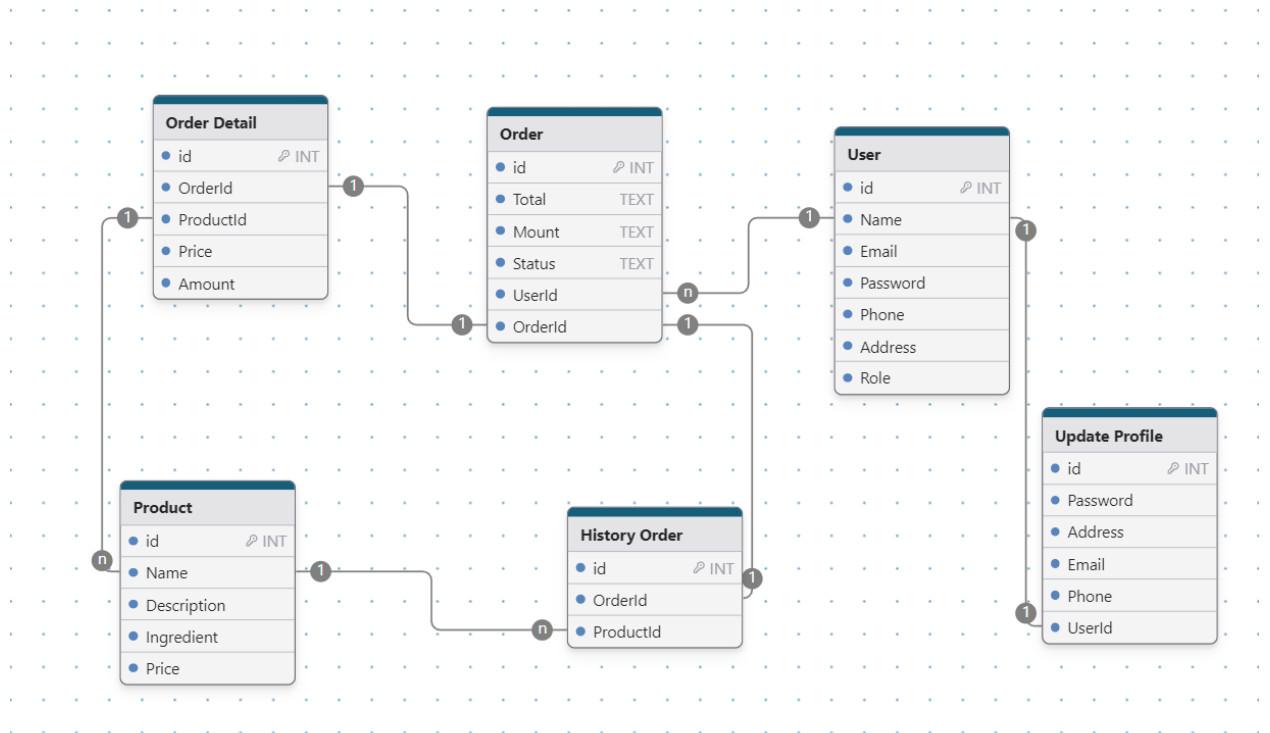 Order Detail
id INT
OrderId
ProductId
Price
Amount
1
1
Order
id INT
Total TEXT
Mount TEXT
Status TEXT
UserId
OrderId
1
n
1
User
id INT
Name
Email
Password
Phone
Address
Role
1
1
Update Profile
id INT
Password
Address
Email
Phone
UserId
1
Product
id INT
Name
Description
Ingredient
Price
n
1
History Order
id INT
OrderId
ProductId
1
n